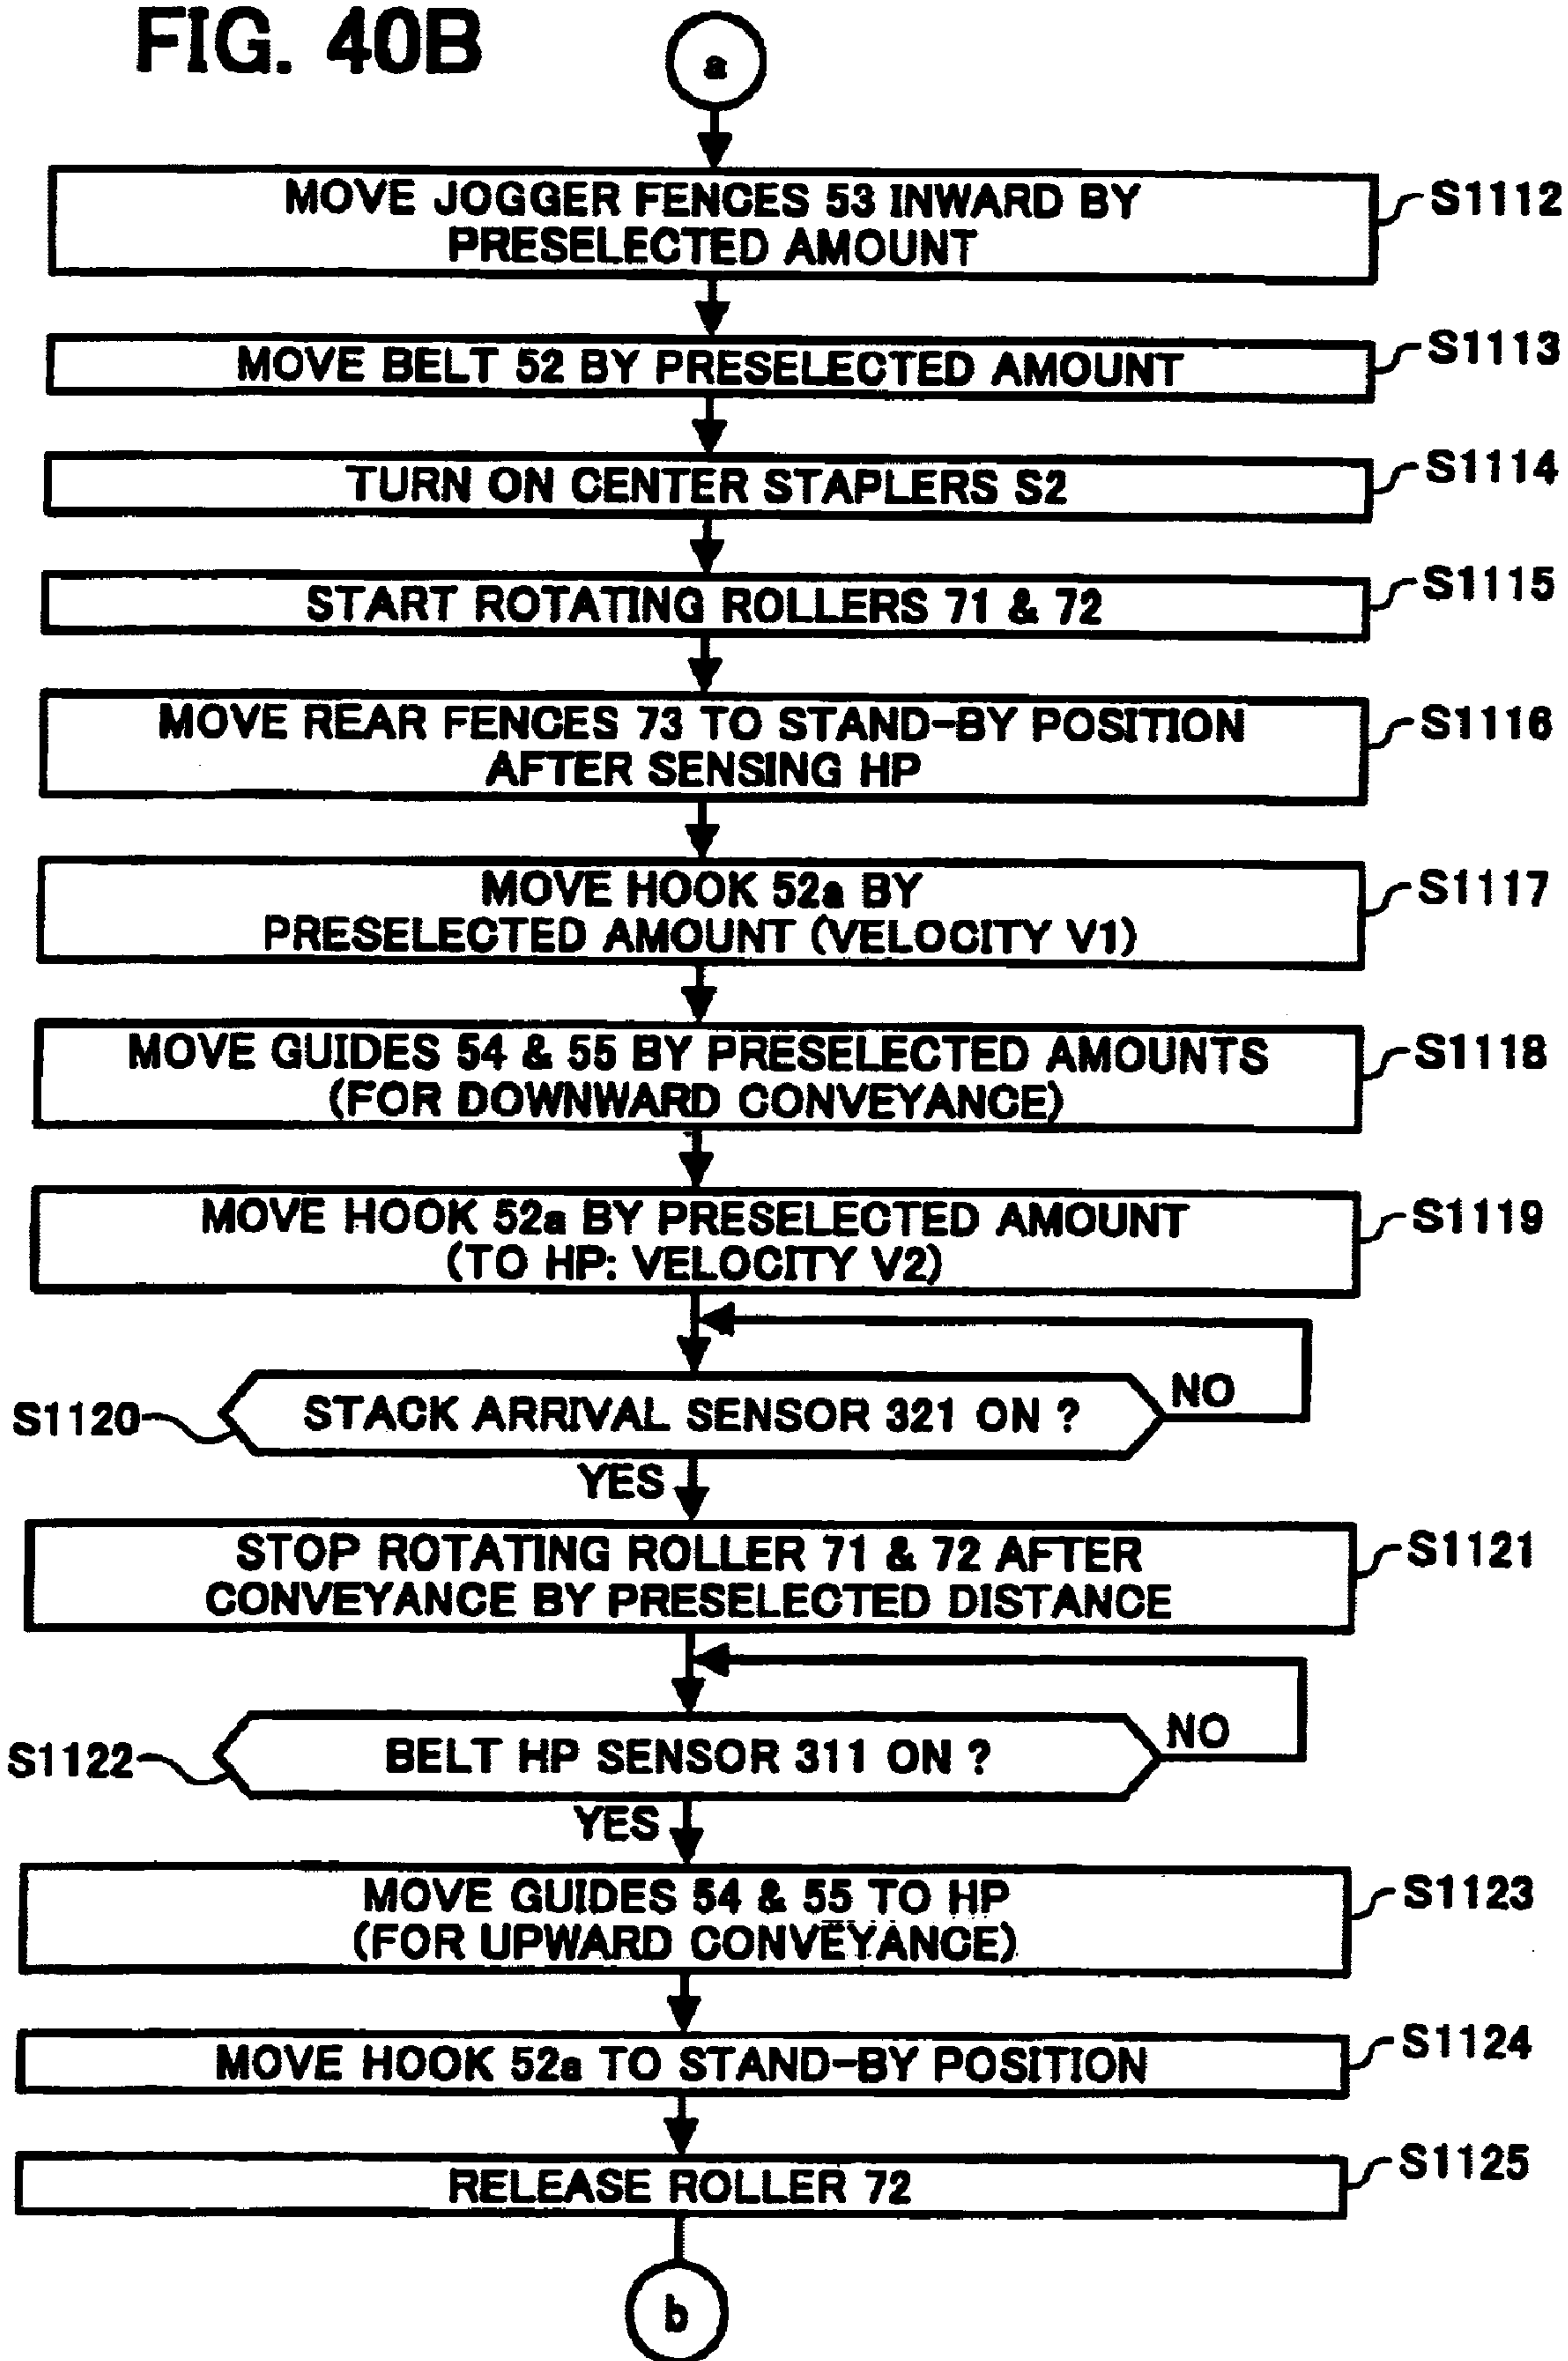 FIG. 40B
a
MOVE JOGGER FENCES 53 INWARD BY
PRESELECTED AMOUNT
S1112
MOVE BELT 52 BY PRESELECTED AMOUNT
S1113
TURN ON CENTER STAPLERS S2
S1114
START ROTATING ROLLERS 71 & 72
S1115
MOVE REAR FENCES 73 TO STAND-BY POSITION
AFTER SENSING HP
S1116
MOVE HOOK 52a BY
PRESELECTED AMOUNT (VELOCITY V1)
S1117
MOVE GUIDES 54 & 55 BY PRESELECTED AMOUNTS
(FOR DOWNWARD CONVEYANCE)
S1118
MOVE HOOK 52a BY PRESELECTED AMOUNT
(TO HP: VELOCITY V2)
S1119
STACK ARRIVAL SENSOR 321 ON ?
NO
S1120
YES
STOP ROTATING ROLLER 71 & 72 AFTER
CONVEYANCE BY PRESELECTED DISTANCE
S1121
BELT HP SENSOR 311 ON ?
NO
S1122
YES
MOVE GUIDES 54 & 55 TO HP
(FOR UPWARD CONVEYANCE)
S1123
MOVE HOOK 52a TO STAND-BY POSITION
S1124
RELEASE ROLLER 72
S1125
b